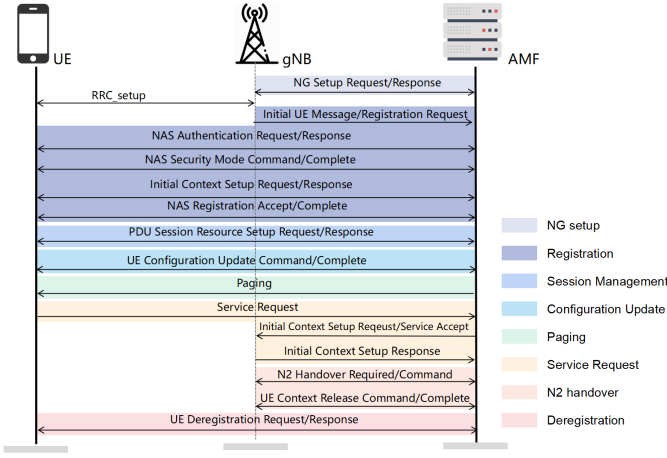 UE
gNB
AMF
NG Setup Request/Response
RRC_setup
Initial UE Message/Registration Request
NAS Authentication Request/Response
NAS Security Mode Command/Complete
Initial Context Setup Request/Response
NAS Registration Accept/Complete
PDU Session Resource Setup Request/Response
UE Configuration Update Command/Complete
Paging
Service Request
Initial Context Setup Reqeust/Service Accept
Initial Context Setup Response
N2 Handover Required/Command
UE Context Release Command/Complete
UE Deregistration Request/Response
NG setup
Registration
Session Management
Configuration Update
Paging
Service Request
N2 handover
Deregistration